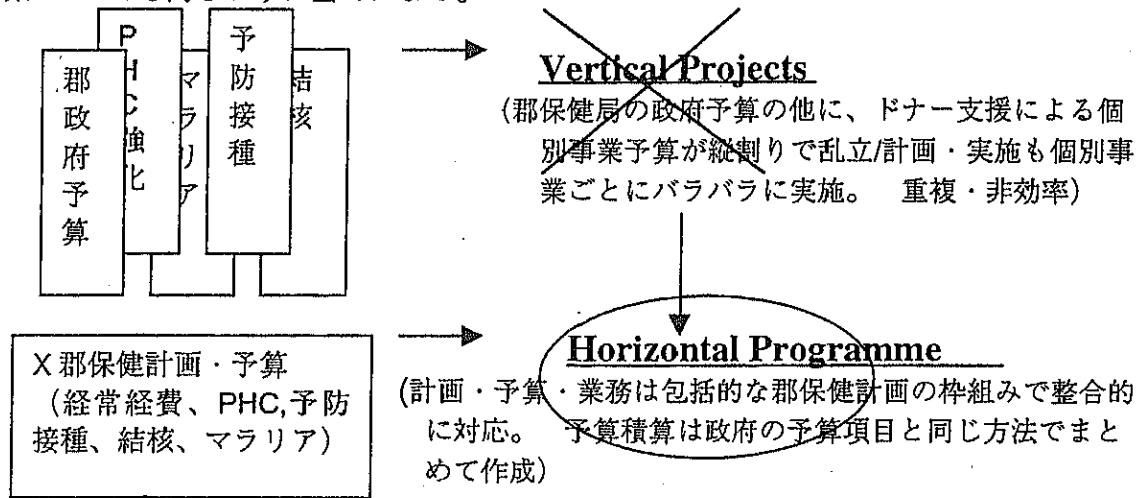 郡政府予算
PHC強化
マラリア
予防接種
結核
Vertical Projects
(郡保健局の政府予算の他に、ドナー支援による個
別事業予算が縦割りで乱立/計画・実施も個別事
業ごとにバラバラに実施。 重複・非効率)
X郡保健計画・予算
(経常経費、PHC,予防
接種、結核、マラリア)
Horizontal Programme
(計画・予算・業務は包括的な郡保健計画の枠組みで整合的
に対応。 予算積算は政府の予算項目と同じ方法でまと
めて作成)